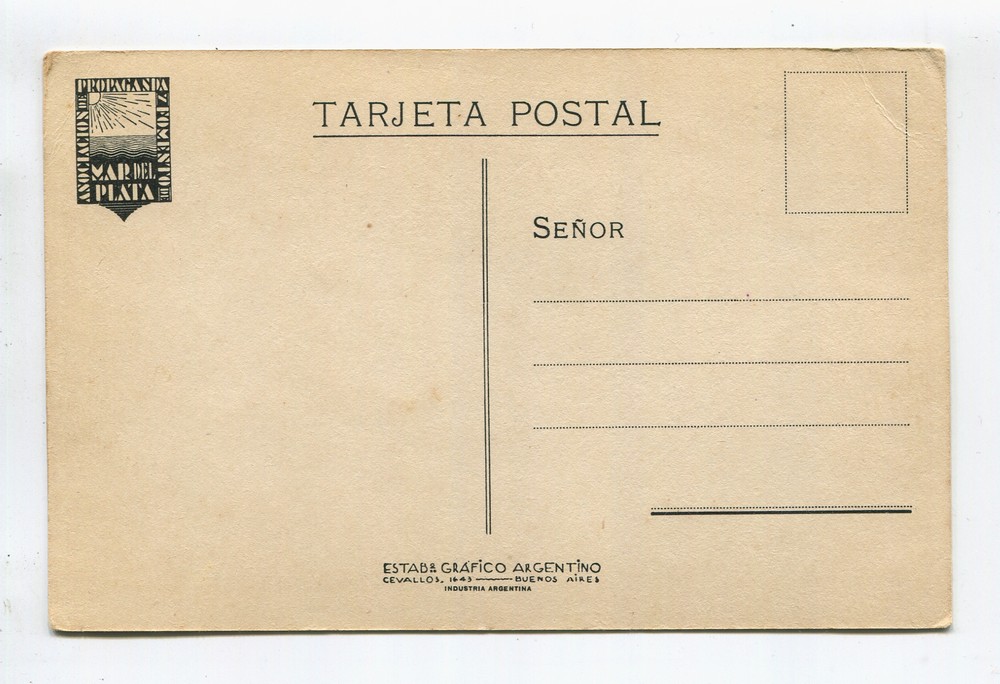 ASOCIACION DE PROPAGANDA Y FOMENTO DE
MAR DEL
PLATA
TARJETA POSTAL
SEÑOR
ESTABº GRÁFICO ARGENTINO
CEVALLOS, 1643 — BUENOS AIRES
INDUSTRIA ARGENTINA